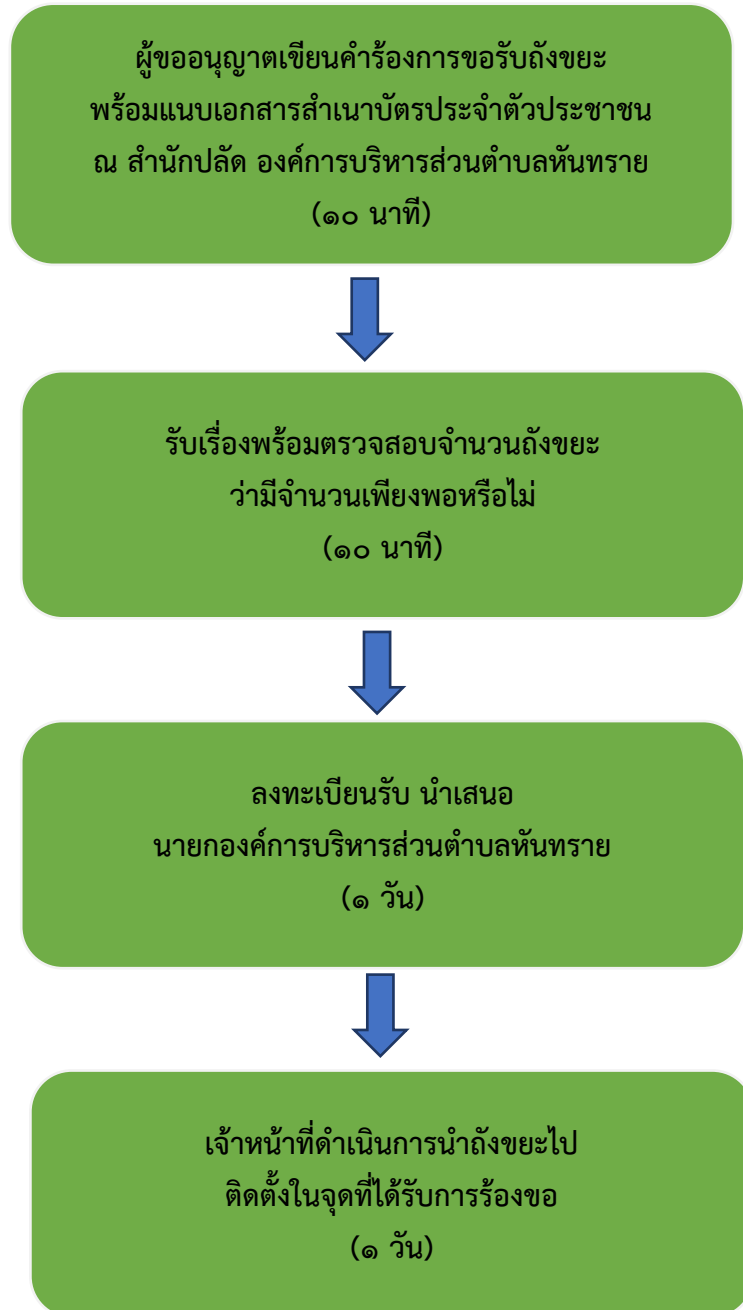 ผู้ขออนุญาตเขียนคำร้องการขอรับถังขยะ
พร้อมแนบเอกสารสำเนาบัตรประจำตัวประชาชน
ณ สำนักปลัด องค์การบริหารส่วนตำบลหันทราย
(๑๐ นาที)
รับเรื่องพร้อมตรวจสอบจำนวนถังขยะ
ว่ามีจำนวนเพียงพอหรือไม่
(๑๐ นาที)
ลงทะเบียนรับ นำเสนอ
นายกองค์การบริหารส่วนตำบลหันทราย
(๑ วัน)
เจ้าหน้าที่ดำเนินการนำถังขยะไป
ติดตั้งในจุดที่ได้รับการร้องขอ
(๑ วัน)